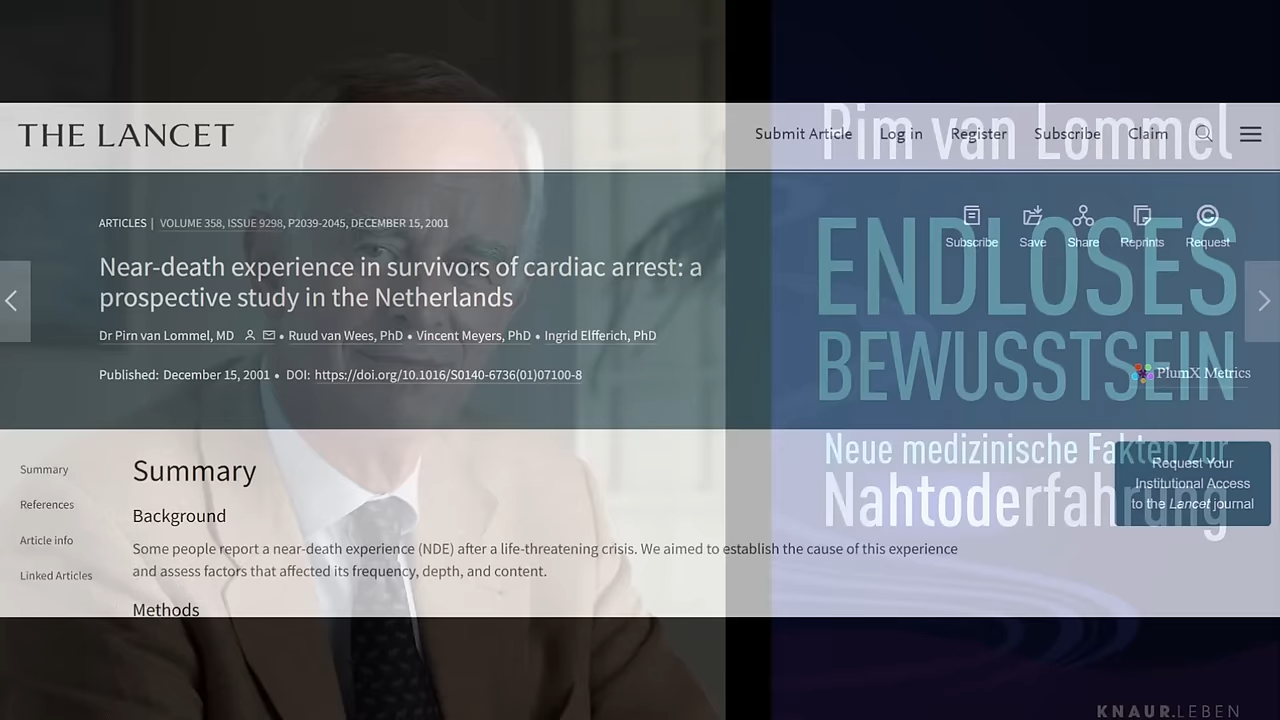 THE LANCET
Submit Article Log in Register Subscribe Claim
Pim van Lommel
ARTICLES | VOLUME 358, ISSUE 9298, P2039-2045, DECEMBER 15, 2001
Subscribe Save Share Reprints Request
Near-death experience in survivors of cardiac arrest: a
prospective study in the Netherlands
Dr Pirn van Lommel, MD • Ruud van Wees, PhD • Vincent Meyers, PhD • Ingrid Elfferich, PhD
Published: December 15, 2001 • DOI: https://doi.org/10.1016/S0140-6736(01)07100-8
ENDLOSES
BEWUSSTSEIN
PlumX Metrics
Neue medizinische Fakten zur
Nahtoderfahrung
Request Your
Institutional Access
to the Lancet journal
Summary
References
Article info
Linked Articles
Summary
Background
Some people report a near-death experience (NDE) after a life-threatening crisis. We aimed to establish the cause of this experience
and assess factors that affected its frequency, depth, and content.
Methods
KNAUR.LEBEN